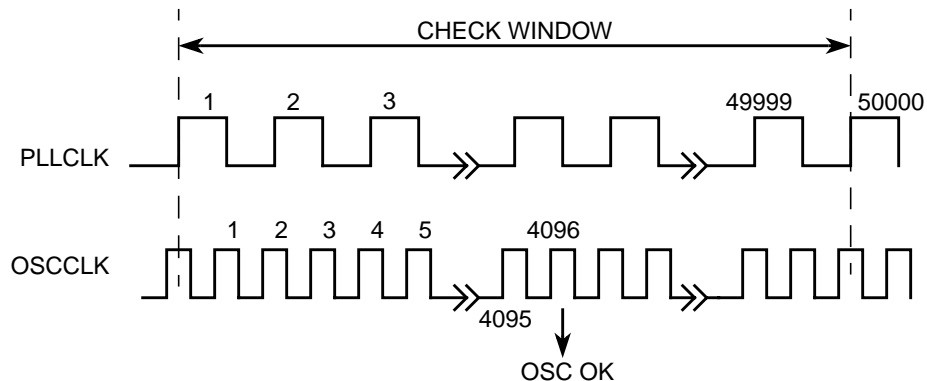 CHECK WINDOW
1 2 3 49999 50000
PLLCLK
1 2 3 4 5 4096
OSCCLK
4095
OSC OK